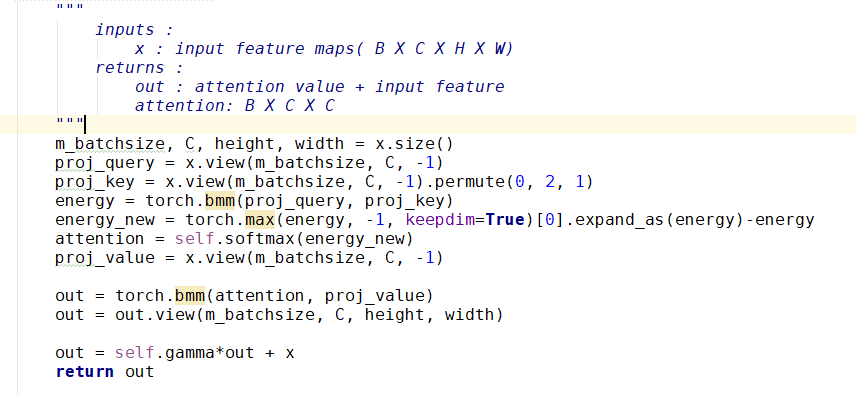 """
    inputs :
        x : input feature maps( B X C X H X W)
    returns :
        out : attention value + input feature
        attention: B X C X C
"""
m_batchsize, C, height, width = x.size()
proj_query = x.view(m_batchsize, C, -1)
proj_key = x.view(m_batchsize, C, -1).permute(0, 2, 1)
energy = torch.bmm(proj_query, proj_key)
energy_new = torch.max(energy, -1, keepdim=True)[0].expand_as(energy)-energy
attention = self.softmax(energy_new)
proj_value = x.view(m_batchsize, C, -1)

out = torch.bmm(attention, proj_value)
out = out.view(m_batchsize, C, height, width)

out = self.gamma*out + x
return out